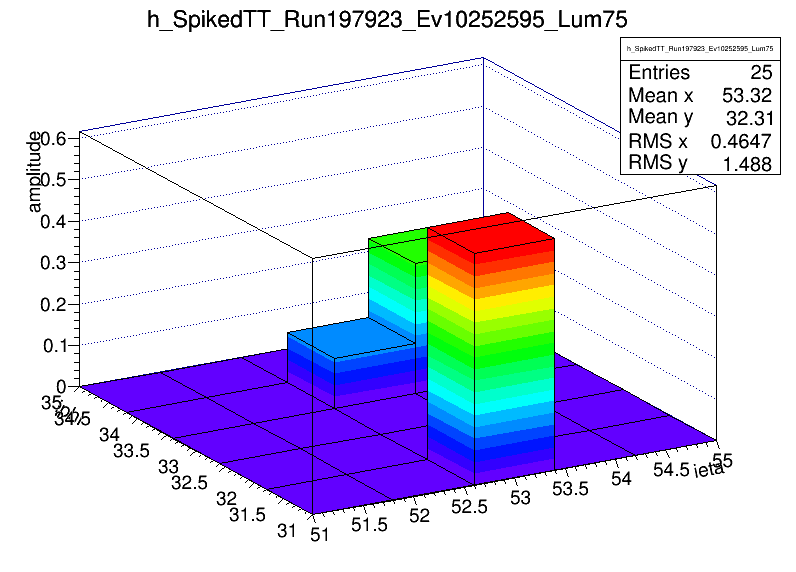 h_SpikedTT_Run197923_Ev10252595_Lum75
h_SpikedTT_Run197923_Ev10252595_Lum75
Entries 25
Mean x 53.32
Mean y 32.31
RMS x 0.4647
RMS y 1.488
amplitude
0.6
0.5
0.4
0.3
0.2
0.1
0
35
34.5
34
33.5
33
32.5
32
31.5
31
51
51.5
52
52.5
53
53.5
54
54.5
55
ieta